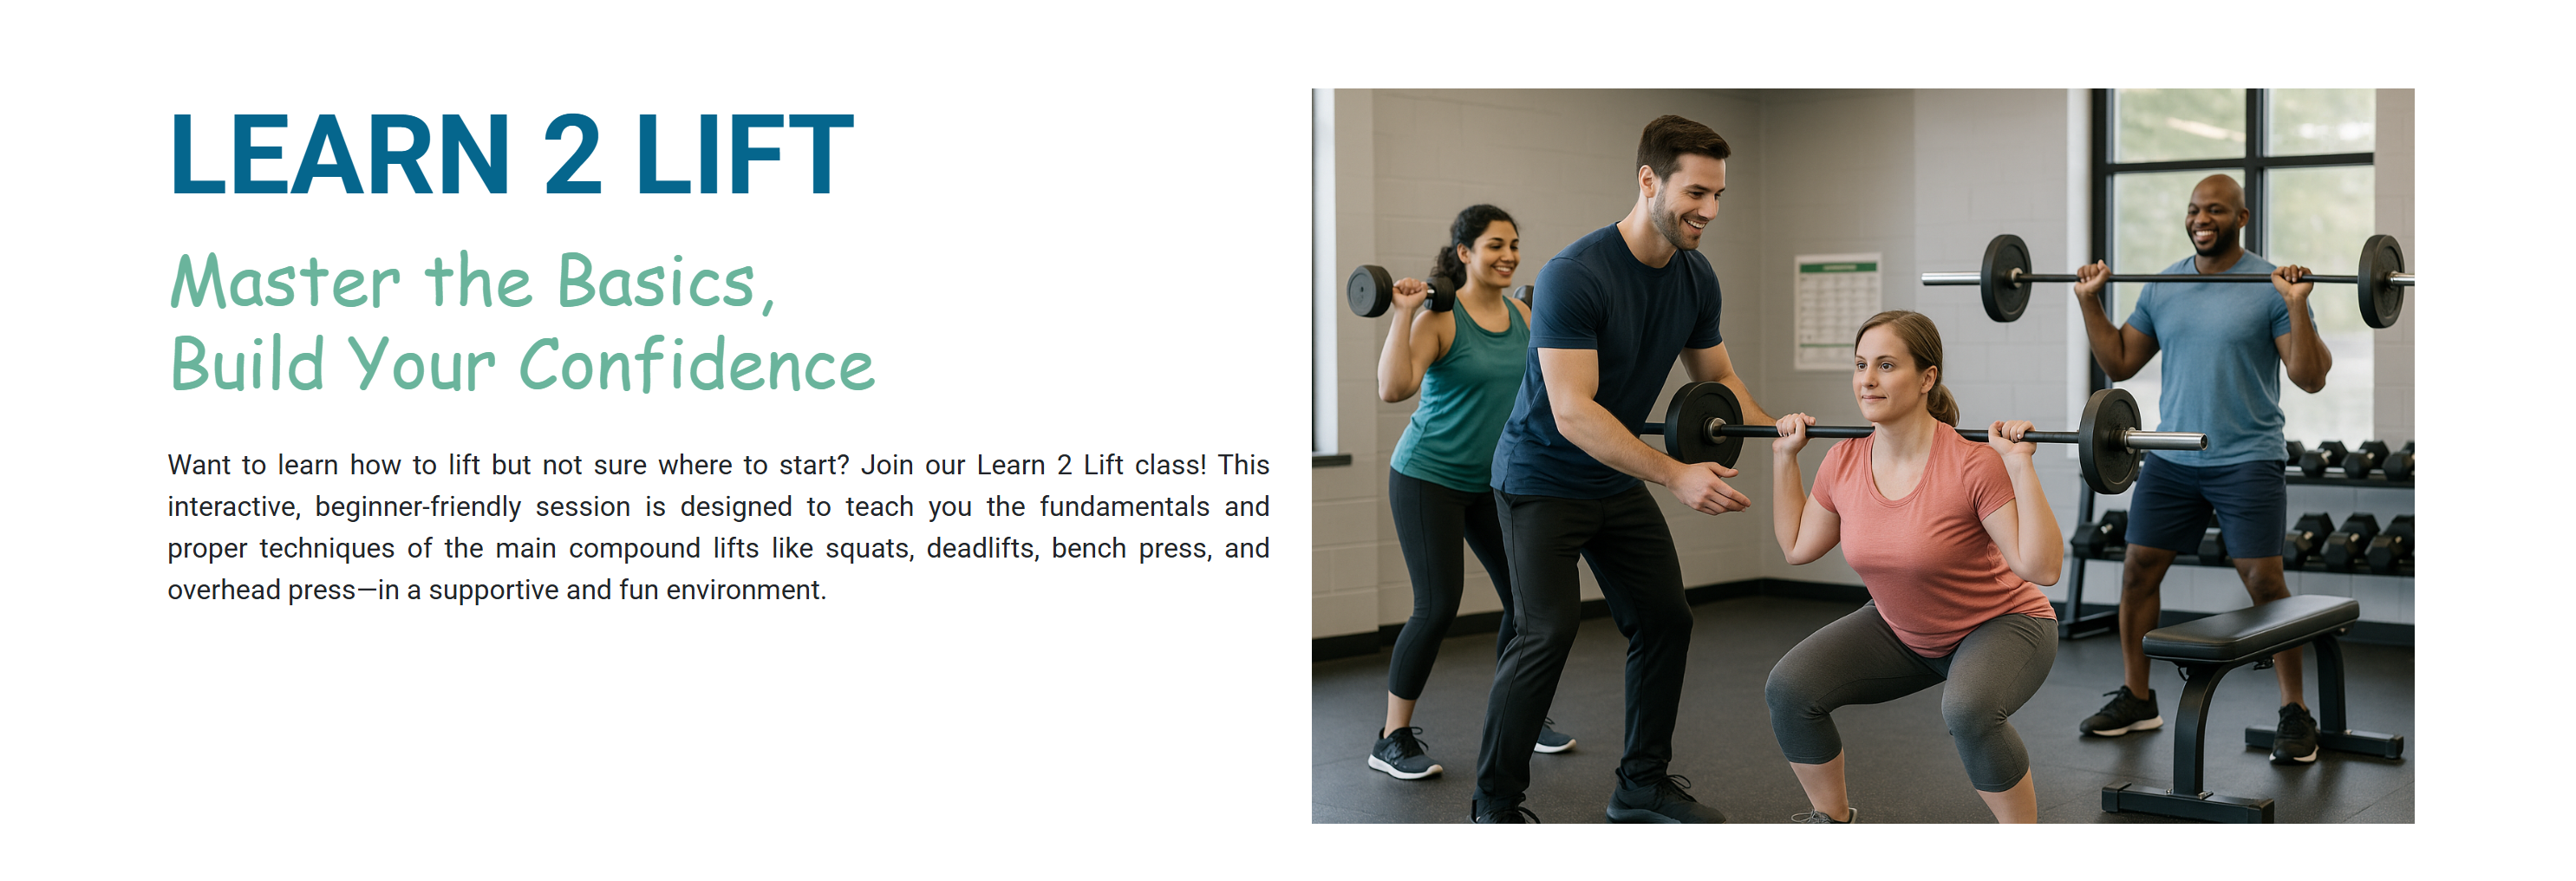 LEARN 2 LIFT
Master the Basics,
Build Your Confidence
Want to learn how to lift but not sure where to start? Join our Learn 2 Lift class! This
interactive, beginner-friendly session is designed to teach you the fundamentals and
proper techniques of the main compound lifts like squats, deadlifts, bench press, and
overhead press—in a supportive and fun environment.